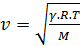 v = √(γ.R.T / M)